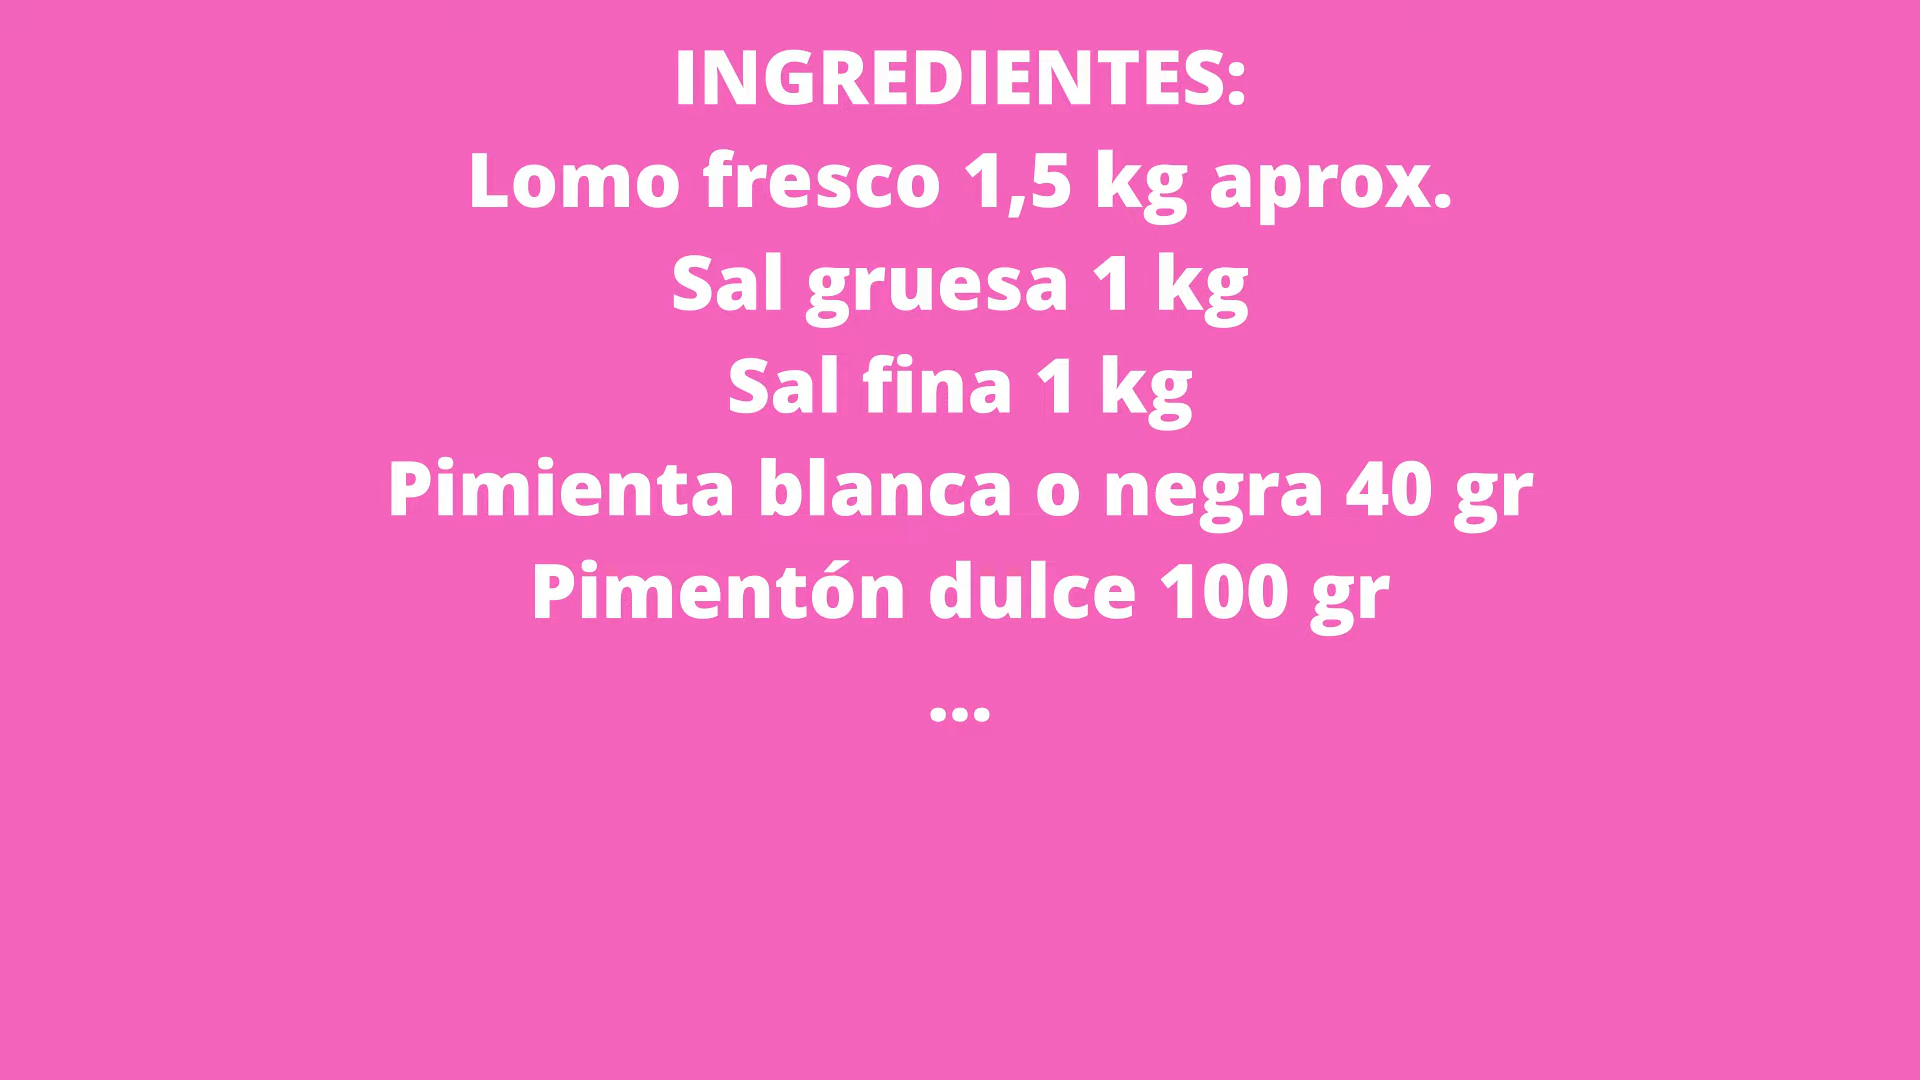 INGREDIENTES:
Lomo fresco 1,5 kg aprox.
Sal gruesa 1 kg
Sal fina 1 kg
Pimienta blanca o negra 40 gr
Pimentón dulce 100 gr
...